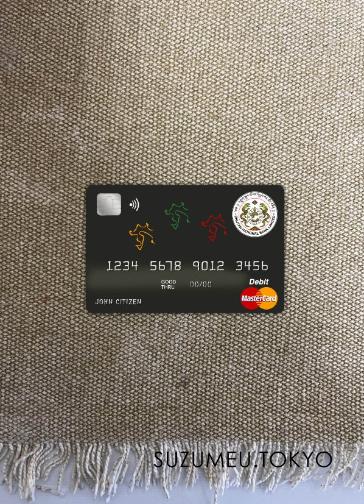 1234 5678 9012 3456
GOOD
THRU
00/00
JOHN CITIZEN
Debit
MasterCard
SUZUMEU.TOKYO